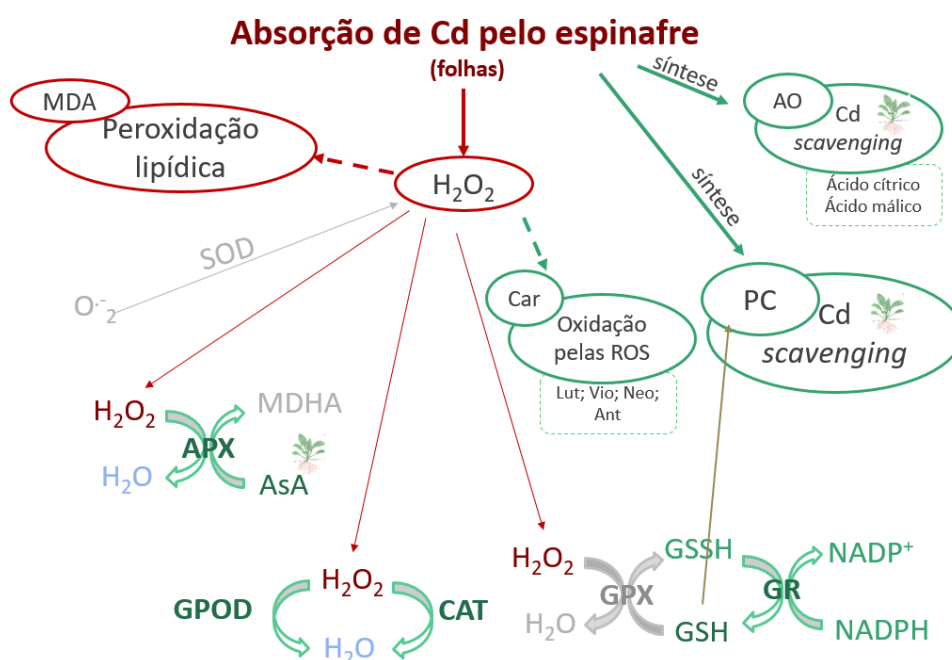 Absorção de Cd pelo espinafre
(folhas)
MDA
Peroxidação
lipídica
síntese
AO
Cd
scavenging
Ácido cítrico
Ácido málico
H₂O₂
síntese
SOD
O·⁻₂
Car
Oxidação
pelas ROS
Lut; Vio; Neo;
Ant
PC
Cd
scavenging
H₂O₂
MDHA
APX
H₂O
AsA
H₂O₂
GPOD
CAT
H₂O
H₂O₂
GSSH
NADP⁺
GPX
GR
H₂O
GSH
NADPH